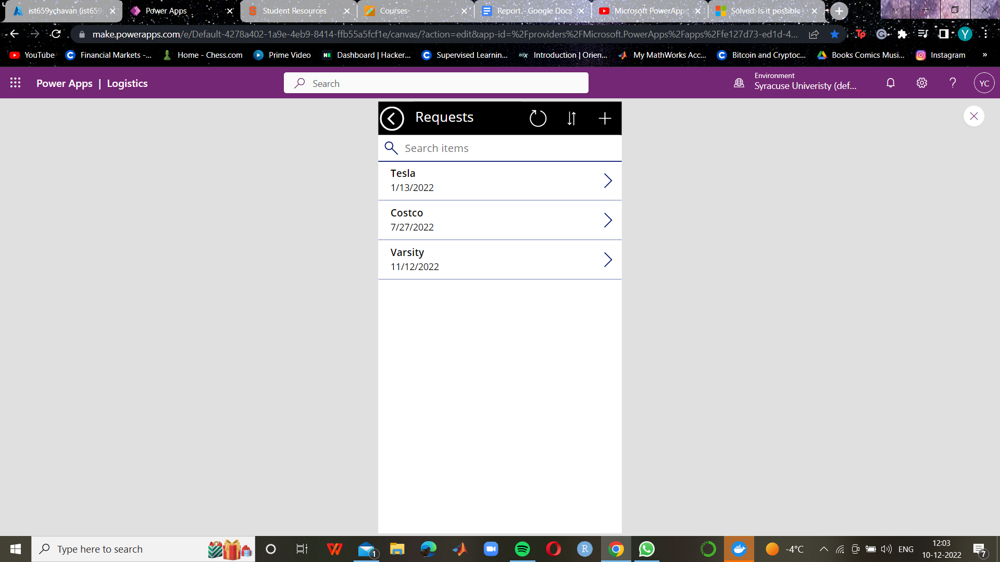 ist659ychavan (ist659
Power Apps
Student Resources
Courses
Report - Google Docs
Microsoft PowerApp
Solved: Is it possible
make.powerapps.com/e/Default-4278a402-1a9e-4eb9-8414-ffb55a5fcf1e/canvas/?action=edit&app-id=%2Fproviders%2FMicrosoft.PowerApps%2Fapps%2Ffe127d73-ed1d-4...
Tp
Y
YouTube
Financial Markets -...
Home - Chess.com
Prime Video
Dashboard | Hacker...
Supervised Learnin...
edx
Introduction | Orien...
My MathWorks Acc...
Bitcoin and Cryptoc...
Books Comics Musi...
Instagram
»
Power Apps | Logistics
Search
Environment
Syracuse Univeristy (def...
YC
Requests
Search items
Tesla
1/13/2022
Costco
7/27/2022
Varsity
11/12/2022
Type here to search
1
R
-4°C
ENG
12:03
10-12-2022
7